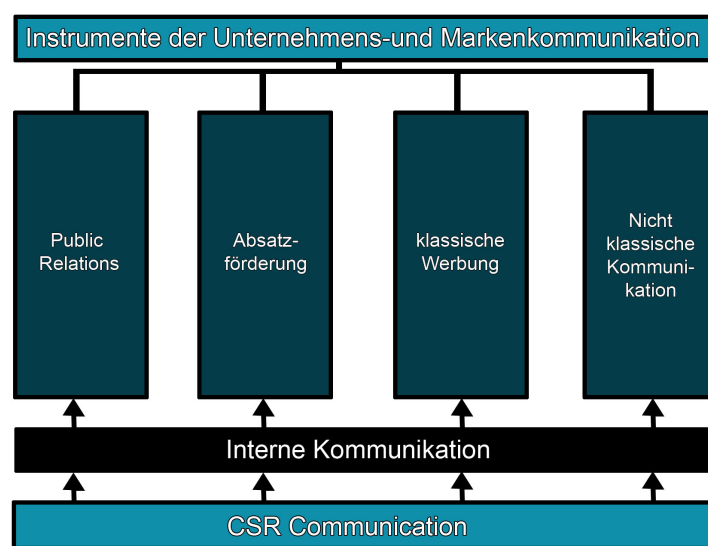 Instrumente der Unternehmens-und Markenkommunikation
Public
Relations
Absatz-
förderung
klassische
Werbung
Nicht
klassische
Kommuni-
kation
Interne Kommunikation
CSR Communication